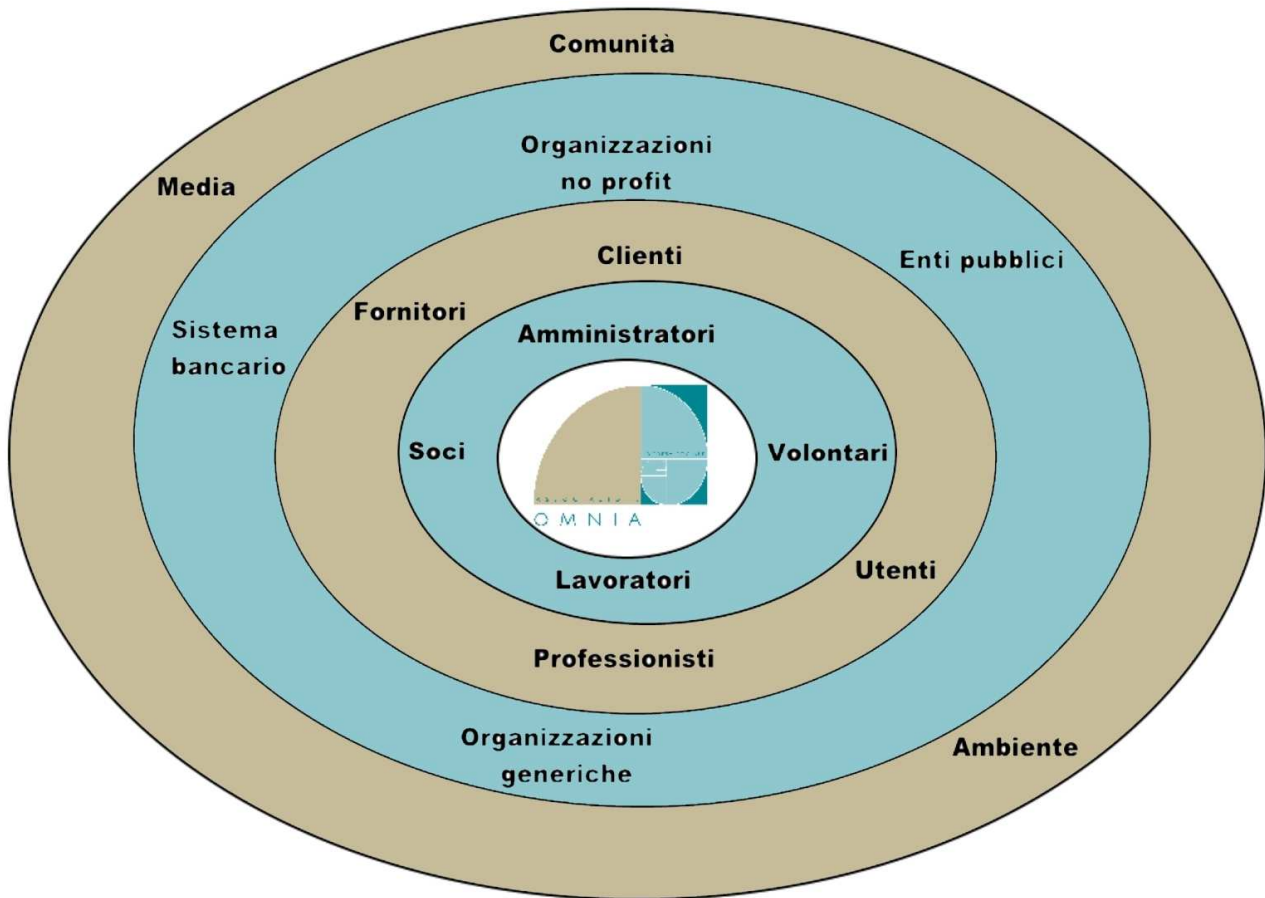 Comunità
Media
Organizzazioni
no profit
Enti pubblici
Clienti
Fornitori
Sistema
bancario
Amministratori
Soci
Volontari
OMNIA
Lavoratori
Utenti
Professionisti
Organizzazioni
generiche
Ambiente